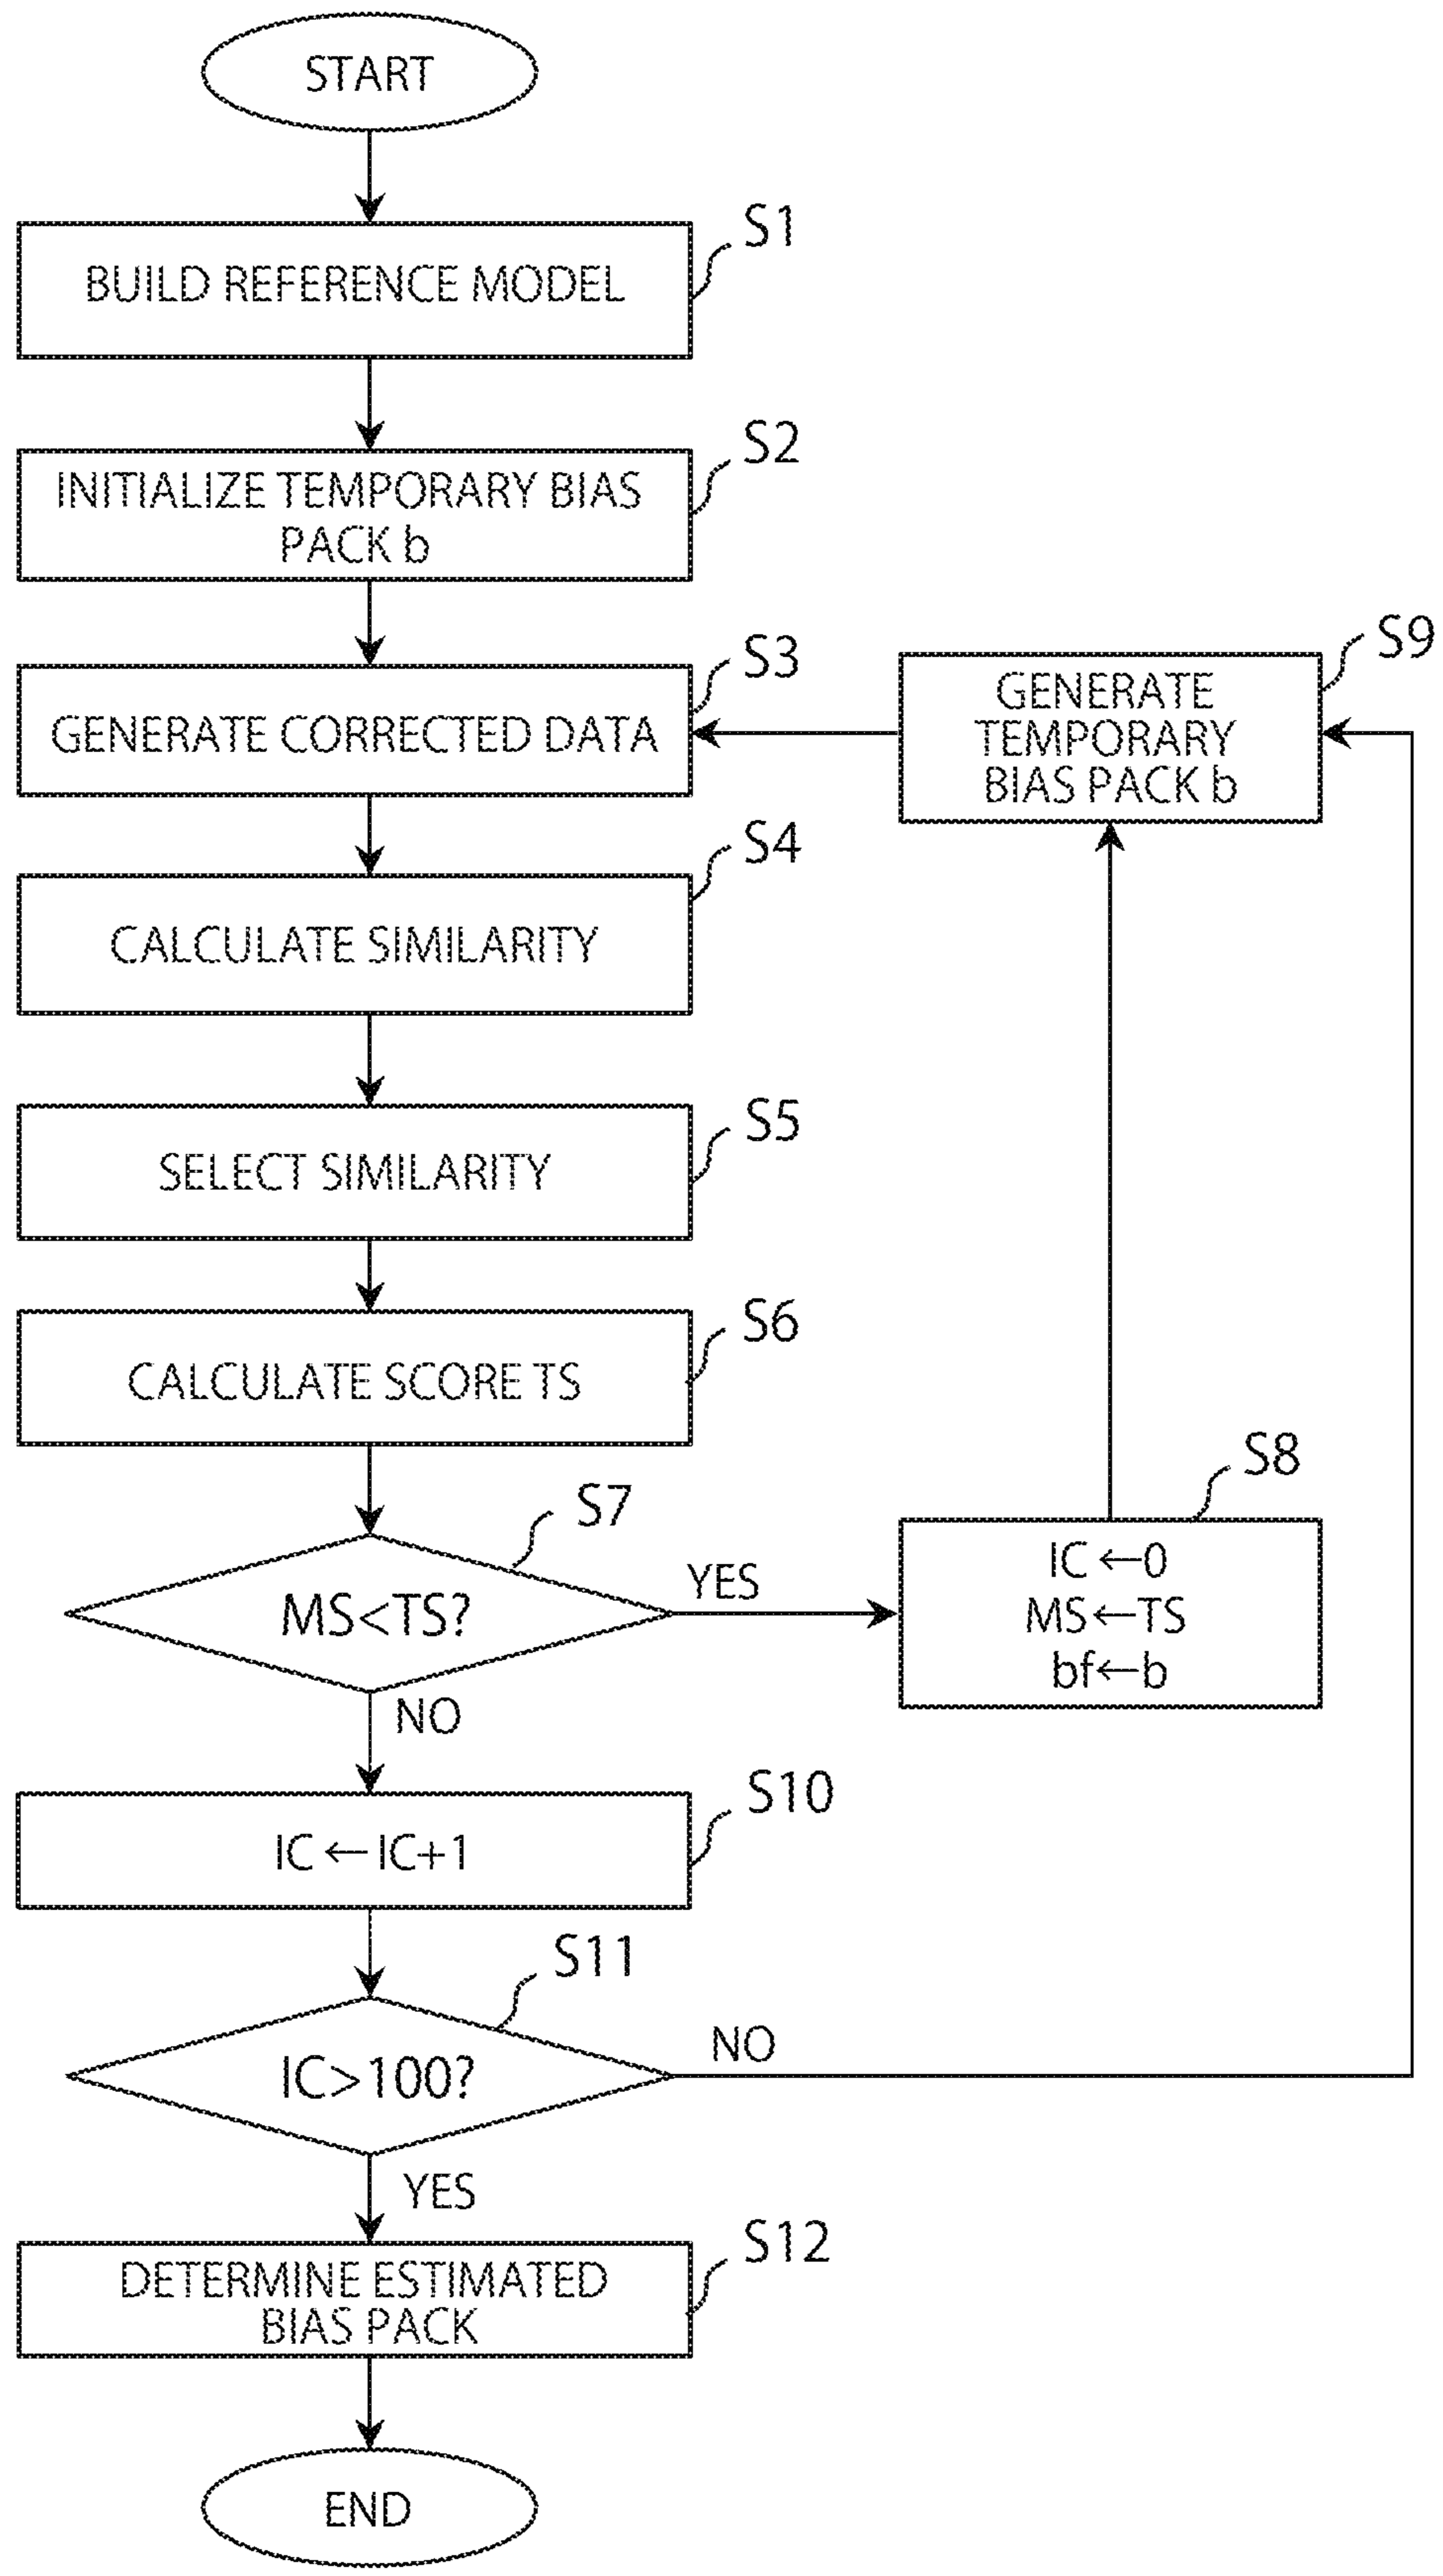 START
S1
BUILD REFERENCE MODEL
S2
INITIALIZE TEMPORARY BIAS
PACK b
S3
GENERATE CORRECTED DATA
S9
GENERATE
TEMPORARY
BIAS PACK b
S4
CALCULATE SIMILARITY
S5
SELECT SIMILARITY
S6
CALCULATE SCORE TS
S7
MS<TS?
YES
S8
IC←0
MS←TS
bf←b
NO
S10
IC←IC+1
S11
IC>100?
NO
YES
S12
DETERMINE ESTIMATED
BIAS PACK
END